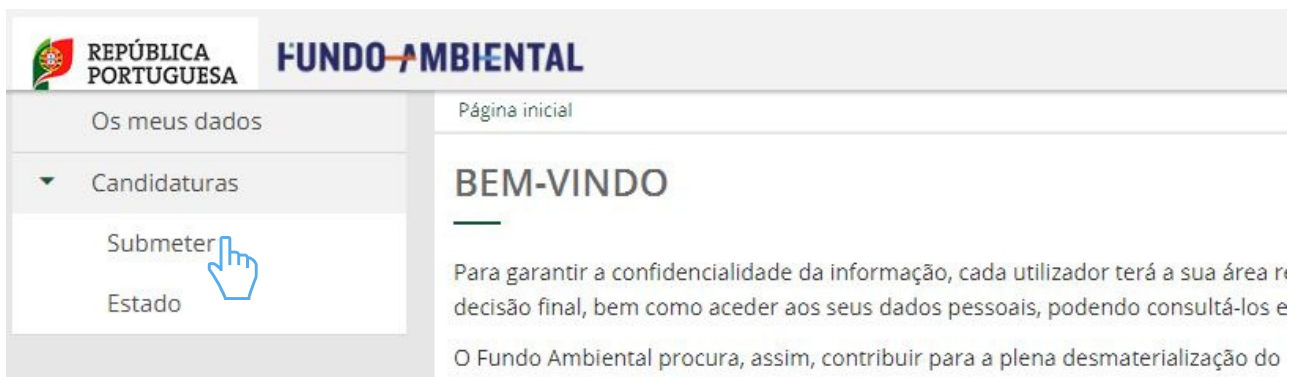 REPÚBLICA
PORTUGUESA
FUNDO AMBIENTAL
Os meus dados
Candidaturas
Submeter
Estado
Página inicial
BEM-VINDO
Para garantir a confidencialidade da informação, cada utilizador terá a sua área
decisão final, bem como aceder aos seus dados pessoais, podendo consultá-los e
O Fundo Ambiental procura, assim, contribuir para a plena desmaterialização do